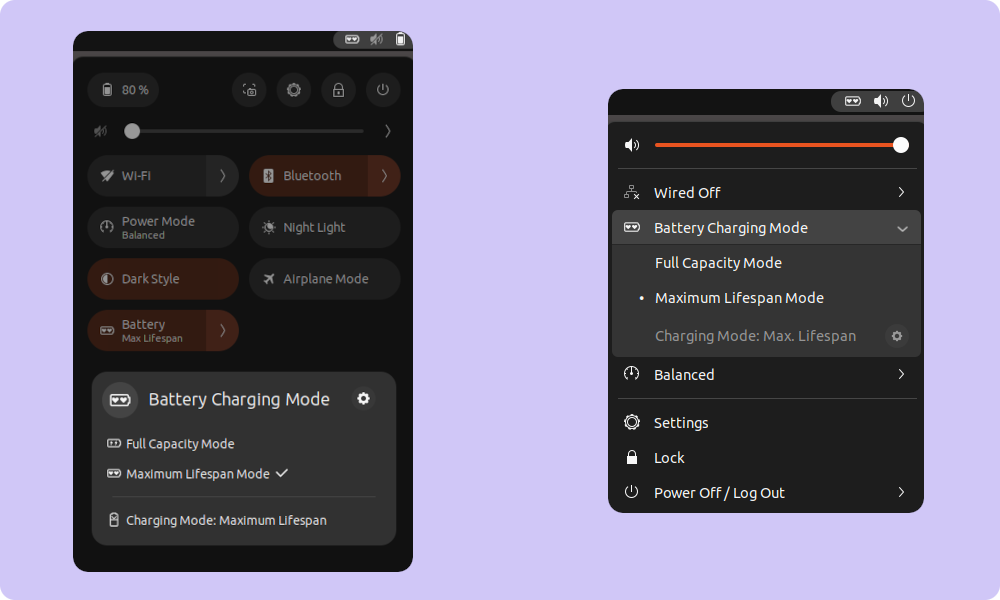 80 %
Wi-Fi
Bluetooth
Power Mode
Balanced
Night Light
Dark Style
Airplane Mode
Battery
Max Lifespan
Battery Charging Mode
Full Capacity Mode
Maximum Lifespan Mode
Charging Mode: Maximum Lifespan
Wired Off
Battery Charging Mode
Full Capacity Mode
• Maximum Lifespan Mode
Charging Mode: Max. Lifespan
Balanced
Settings
Lock
Power Off / Log Out